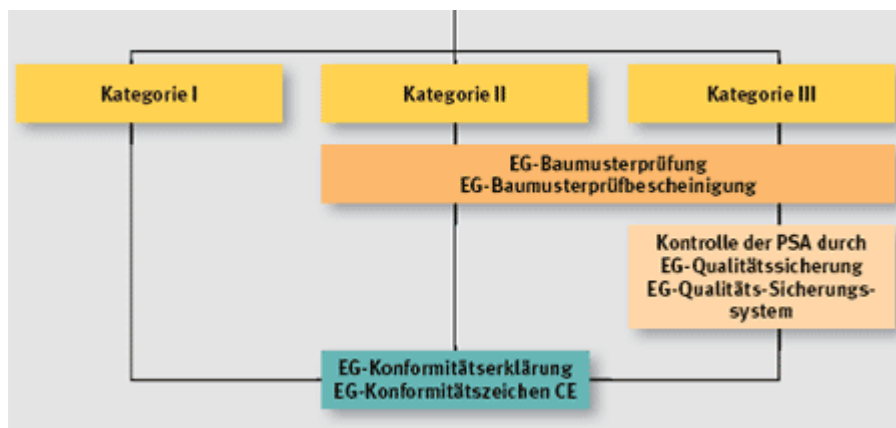 Kategorie I
Kategorie II
Kategorie III
EG-Baumusterprüfung
EG-Baumusterprüfbescheinigung
Kontrolle der PSA durch
EG-Qualitätssicherung
EG-Qualitäts-Sicherungs-
system
EG-Konformitätserklärung
EG-Konformitätszeichen CE